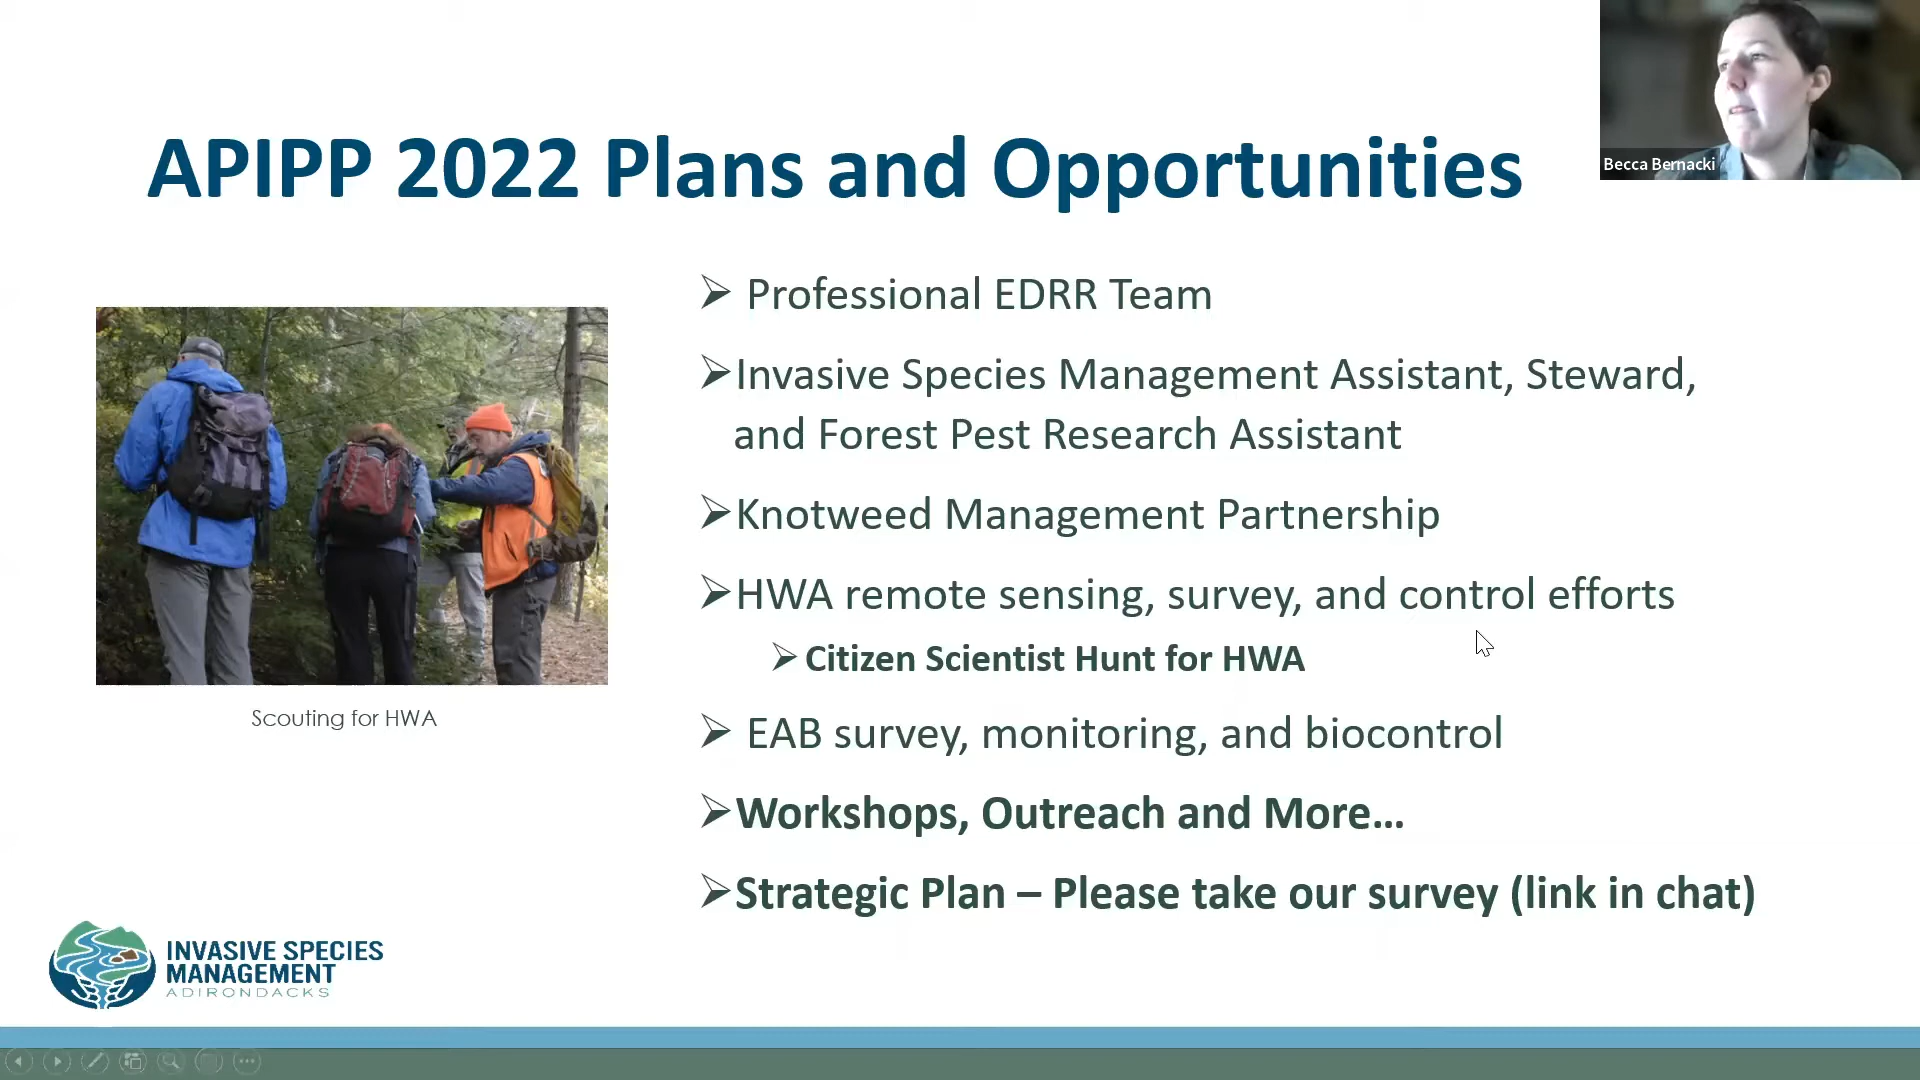 APIPP 2022 Plans and Opportunities
Becca Bernacki
Professional EDRR Team
Invasive Species Management Assistant, Steward,
and Forest Pest Research Assistant
Knotweed Management Partnership
HWA remote sensing, survey, and control efforts
Citizen Scientist Hunt for HWA
EAB survey, monitoring, and biocontrol
Workshops, Outreach and More...
Strategic Plan – Please take our survey (link in chat)
Scouting for HWA
INVASIVE SPECIES
MANAGEMENT
ADIRONDACKS